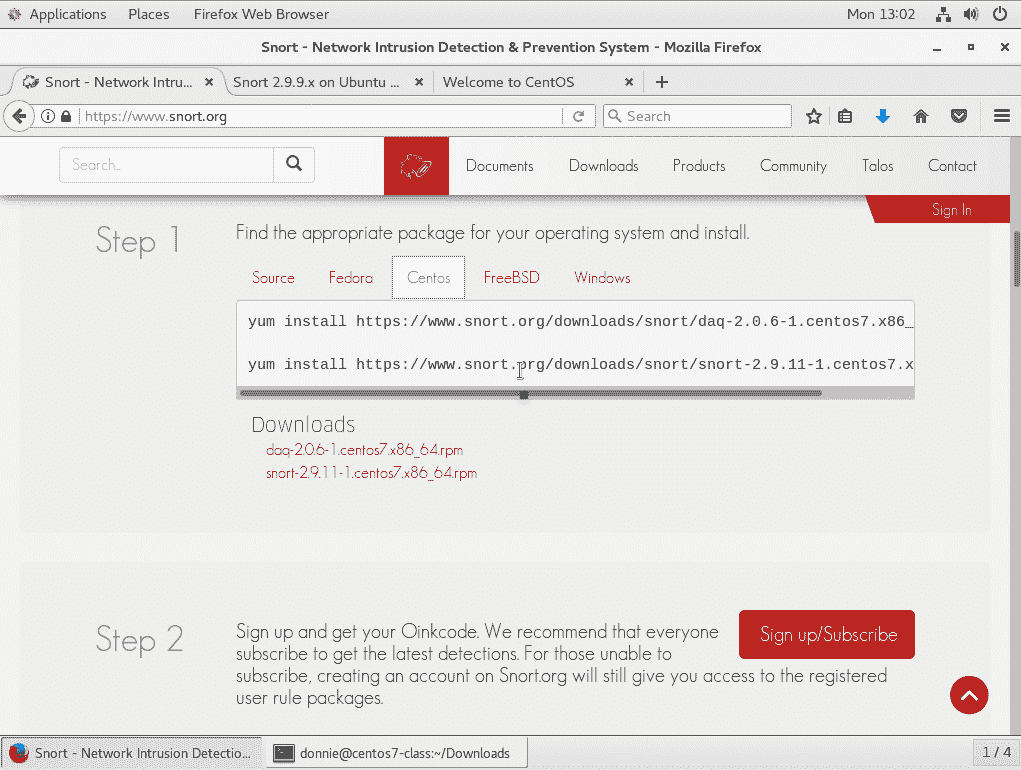 Applications Places Firefox Web Browser Mon 13:02
Snort - Network Intrusion Detection & Prevention System - Mozilla Firefox
Snort - Network Intru... Snort 2.9.9.x on Ubuntu ... Welcome to CentOS
https://www.snort.org Search
Search... Documents Downloads Products Community Talos Contact
Sign In
Step 1 Find the appropriate package for your operating system and install.
Source Fedora Centos FreeBSD Windows
yum install https://www.snort.org/downloads/snort/daq-2.0.6-1.centos7.x86_
yum install https://www.snort.org/downloads/snort/snort-2.9.11-1.centos7.x
Downloads
daq-2.0.6-1.centos7.x86_64.rpm
snort-2.9.11-1.centos7.x86_64.rpm
Step 2 Sign up and get your Oinkcode. We recommend that everyone Sign up/Subscribe
subscribe to get the latest detections. For those unable to
subscribe, creating an account on Snort.org will still give you access to the registered
user rule packages.
Snort - Network Intrusion Detectio... donnie@centos7-class:~/Downloads 1 / 4